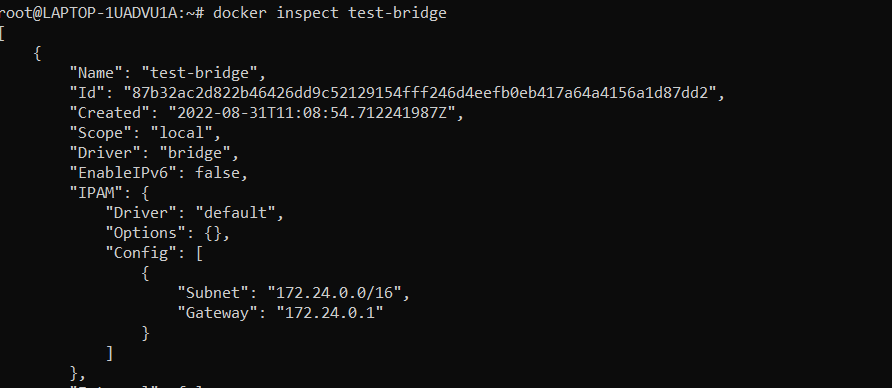 root@LAPTOP-1UADVU1A:~# docker inspect test-bridge
[
    {
        "Name": "test-bridge",
        "Id": "87b32ac2d822b46426dd9c52129154fff246d4eefb0eb417a64a4156a1d87dd2",
        "Created": "2022-08-31T11:08:54.712241987Z",
        "Scope": "local",
        "Driver": "bridge",
        "EnableIPv6": false,
        "IPAM": {
            "Driver": "default",
            "Options": {},
            "Config": [
                {
                    "Subnet": "172.24.0.0/16",
                    "Gateway": "172.24.0.1"
                }
            ]
        },